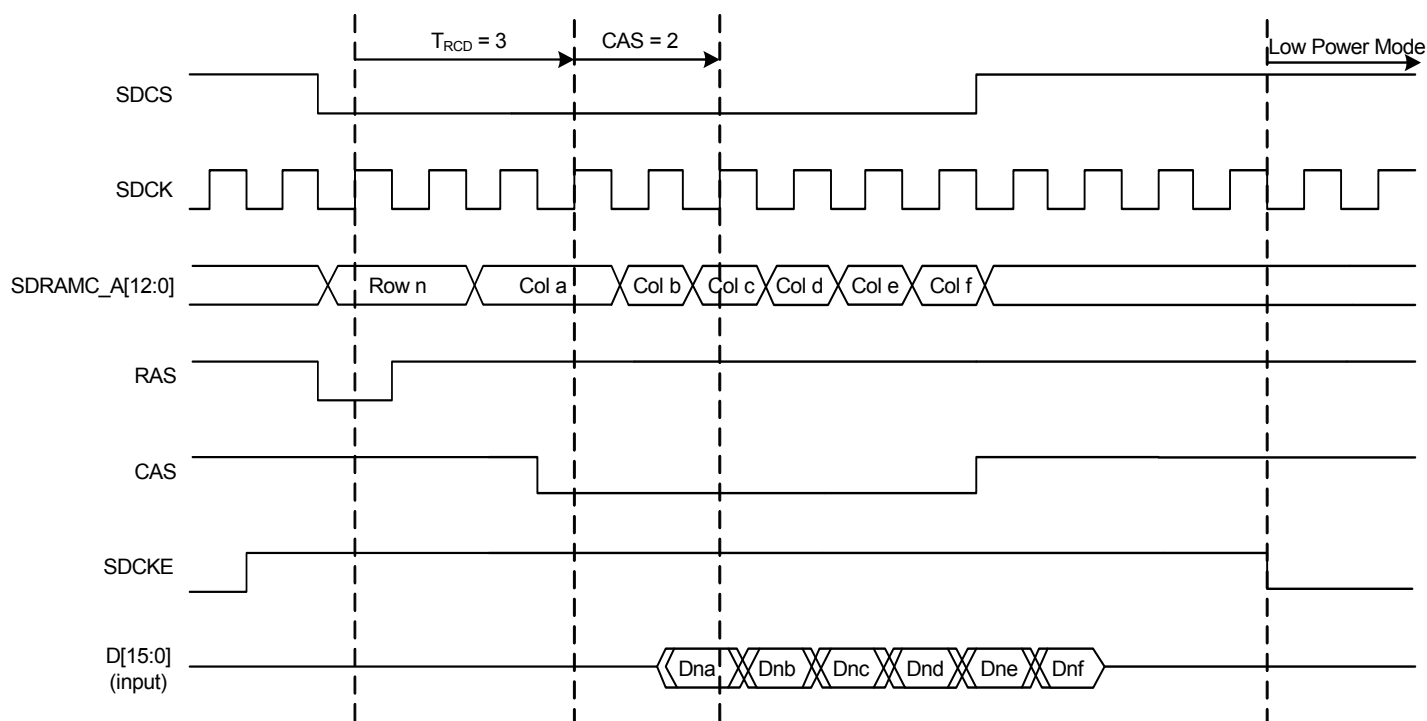 T_RCD = 3
CAS = 2
Low Power Mode
SDCS
SDCK
SDRAMC_A[12:0]
Row n
Col a
Col b
Col c
Col d
Col e
Col f
RAS
CAS
SDCKE
D[15:0]
(input)
Dna
Dnb
Dnc
Dnd
Dne
Dnf